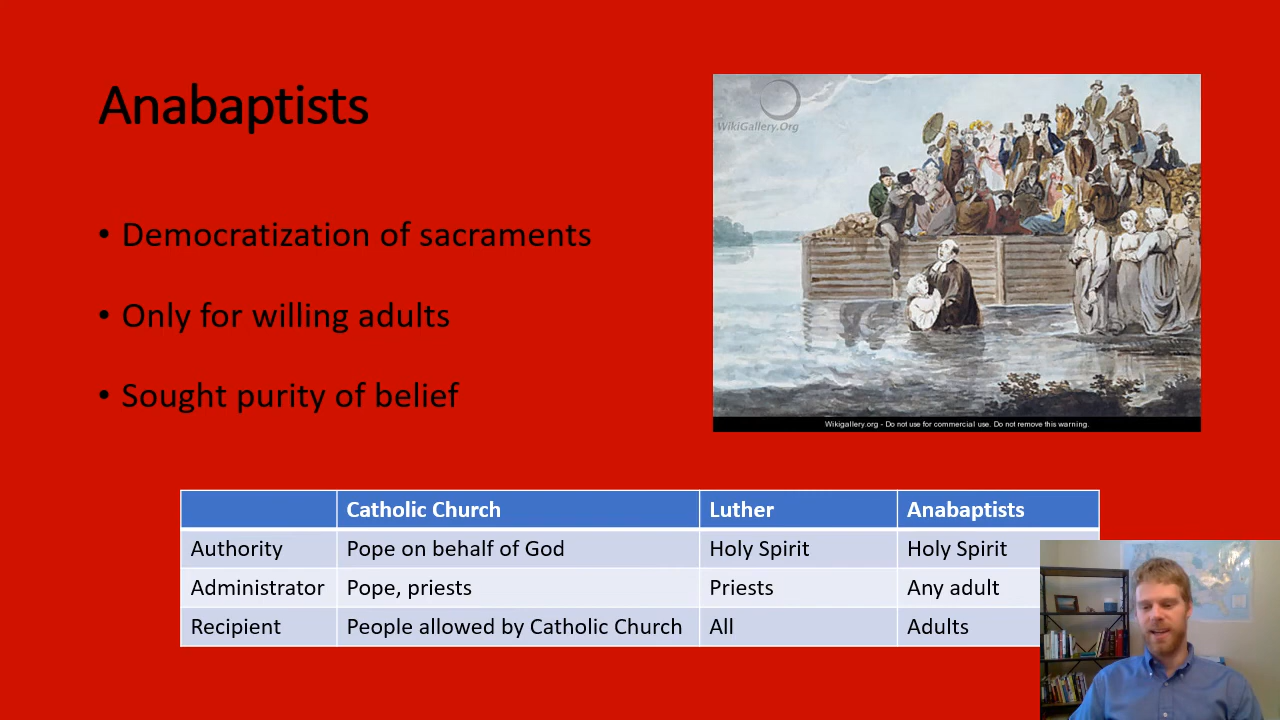 Anabaptists
• Democratization of sacraments
• Only for willing adults
• Sought purity of belief
WikiGallery.Org
Wikigallery.org - Do not use for commercial use. Do not remove this warning.
Catholic Church Luther Anabaptists
Authority Pope on behalf of God Holy Spirit Holy Spirit
Administrator Pope, priests Priests Any adult
Recipient People allowed by Catholic Church All Adults